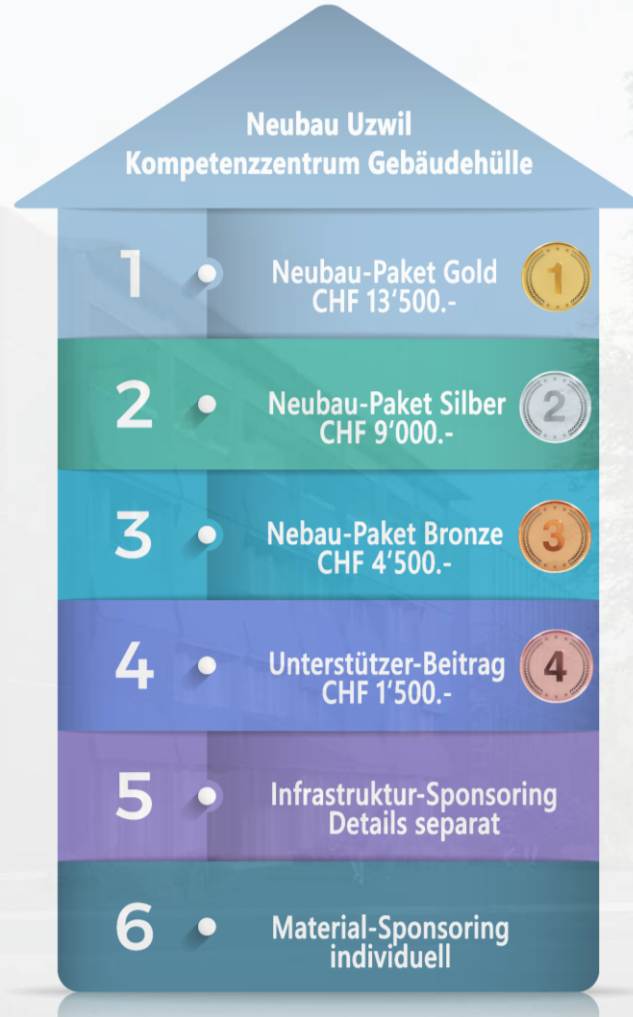 Neubau Uzwil
Kompetenzzentrum Gebäudehülle
1
Neubau-Paket Gold
CHF 13'500.-
1
2
Neubau-Paket Silber
CHF 9'000.-
2
3
Nebau-Paket Bronze
CHF 4'500.-
3
4
Unterstützer-Beitrag
CHF 1'500.-
4
5
Infrastruktur-Sponsoring
Details separat
6
Material-Sponsoring
individuell